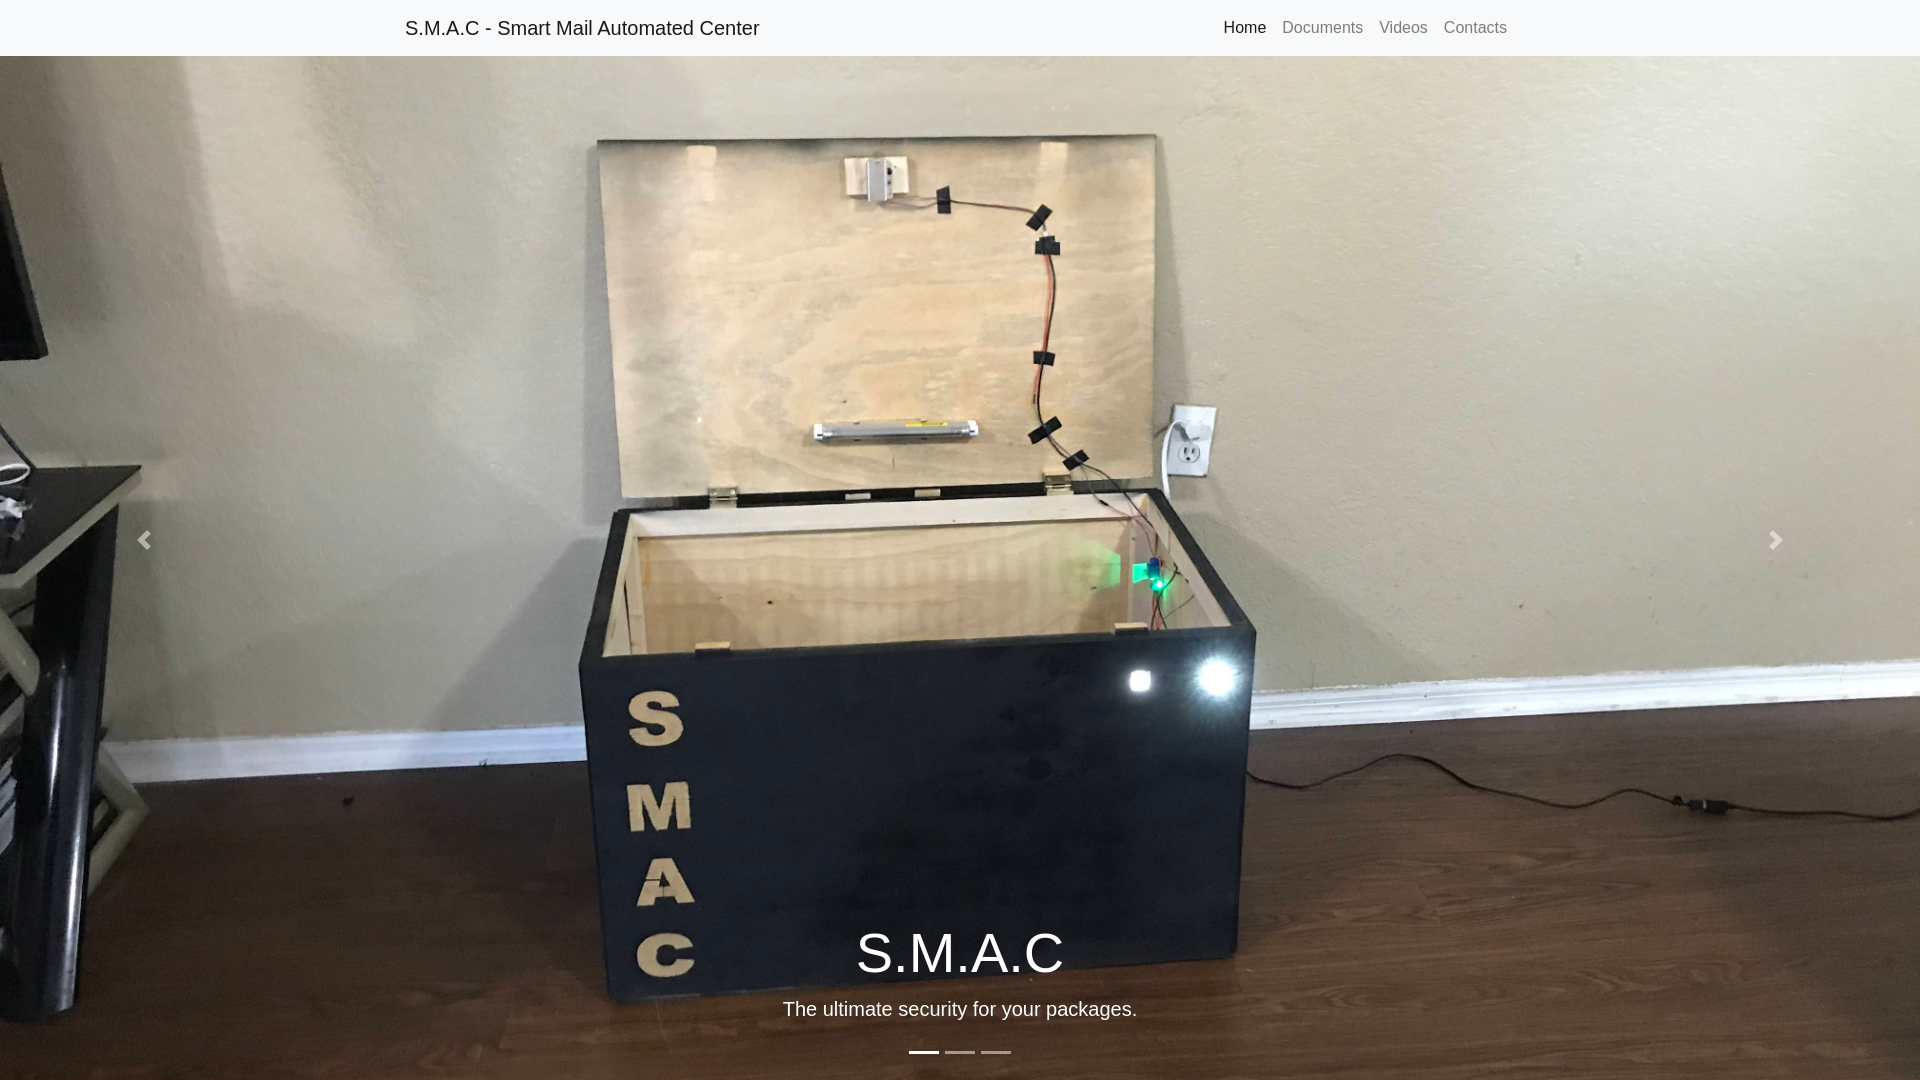 S.M.A.C - Smart Mail Automated Center
Home
Documents
Videos
Contacts
S
M
A
C
S.M.A.C
The ultimate security for your packages.